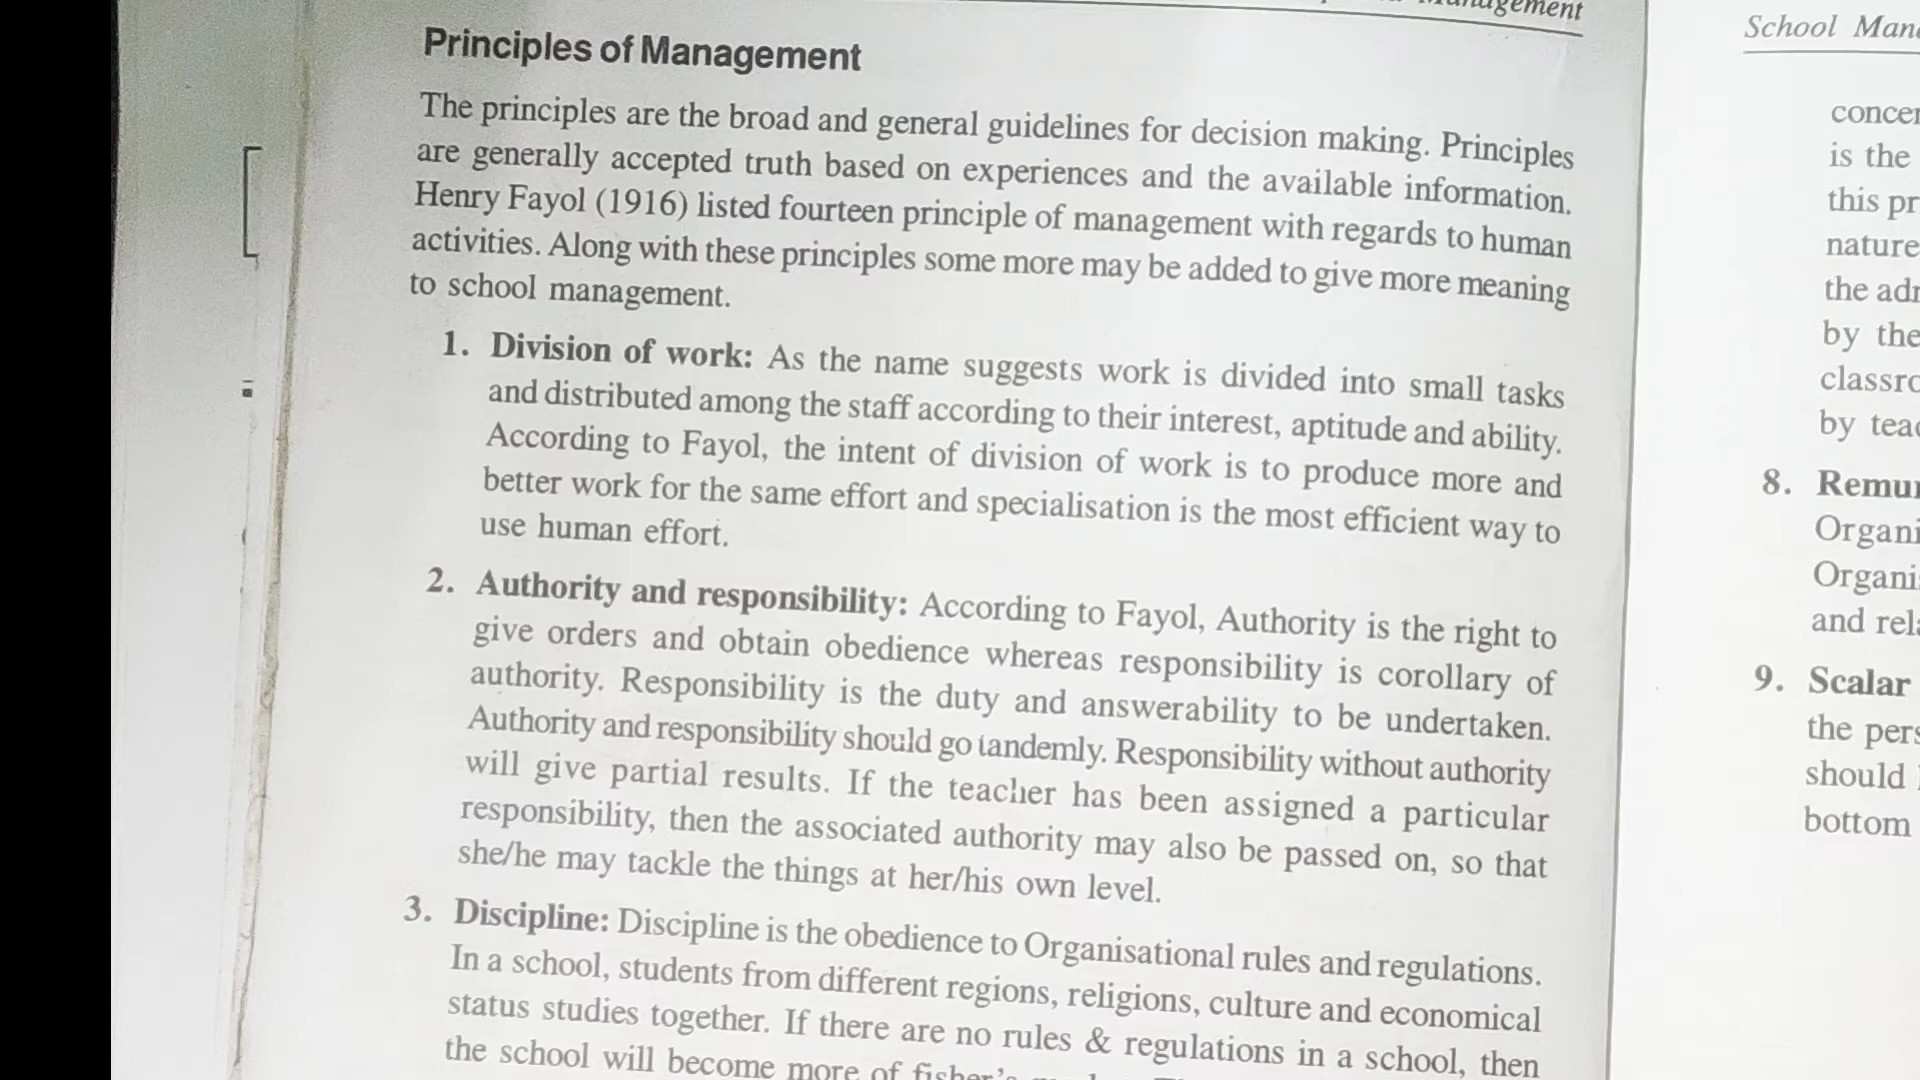 Management
Principles of Management
The principles are the broad and general guidelines for decision making. Principles
are generally accepted truth based on experiences and the available information.
Henry Fayol (1916) listed fourteen principle of management with regards to human
activities. Along with these principles some more may be added to give more meaning
to school management.
1. Division of work: As the name suggests work is divided into small tasks
and distributed among the staff according to their interest, aptitude and ability.
According to Fayol, the intent of division of work is to produce more and
better work for the same effort and specialisation is the most efficient way to
use human effort.
2. Authority and responsibility: According to Fayol, Authority is the right to
give orders and obtain obedience whereas responsibility is corollary of
authority. Responsibility is the duty and answerability to be undertaken.
Authority and responsibility should go tandemly. Responsibility without authority
will give partial results. If the teacher has been assigned a particular
responsibility, then the associated authority may also be passed on, so that
she/he may tackle the things at her/his own level.
3. Discipline: Discipline is the obedience to Organisational rules and regulations.
In a school, students from different regions, religions, culture and economical
status studies together. If there are no rules & regulations in a school, then
the school will become more of fisher's
School
is the
this
nature
the
by the
by
8.
and
9. Scalar
the
should
bottom